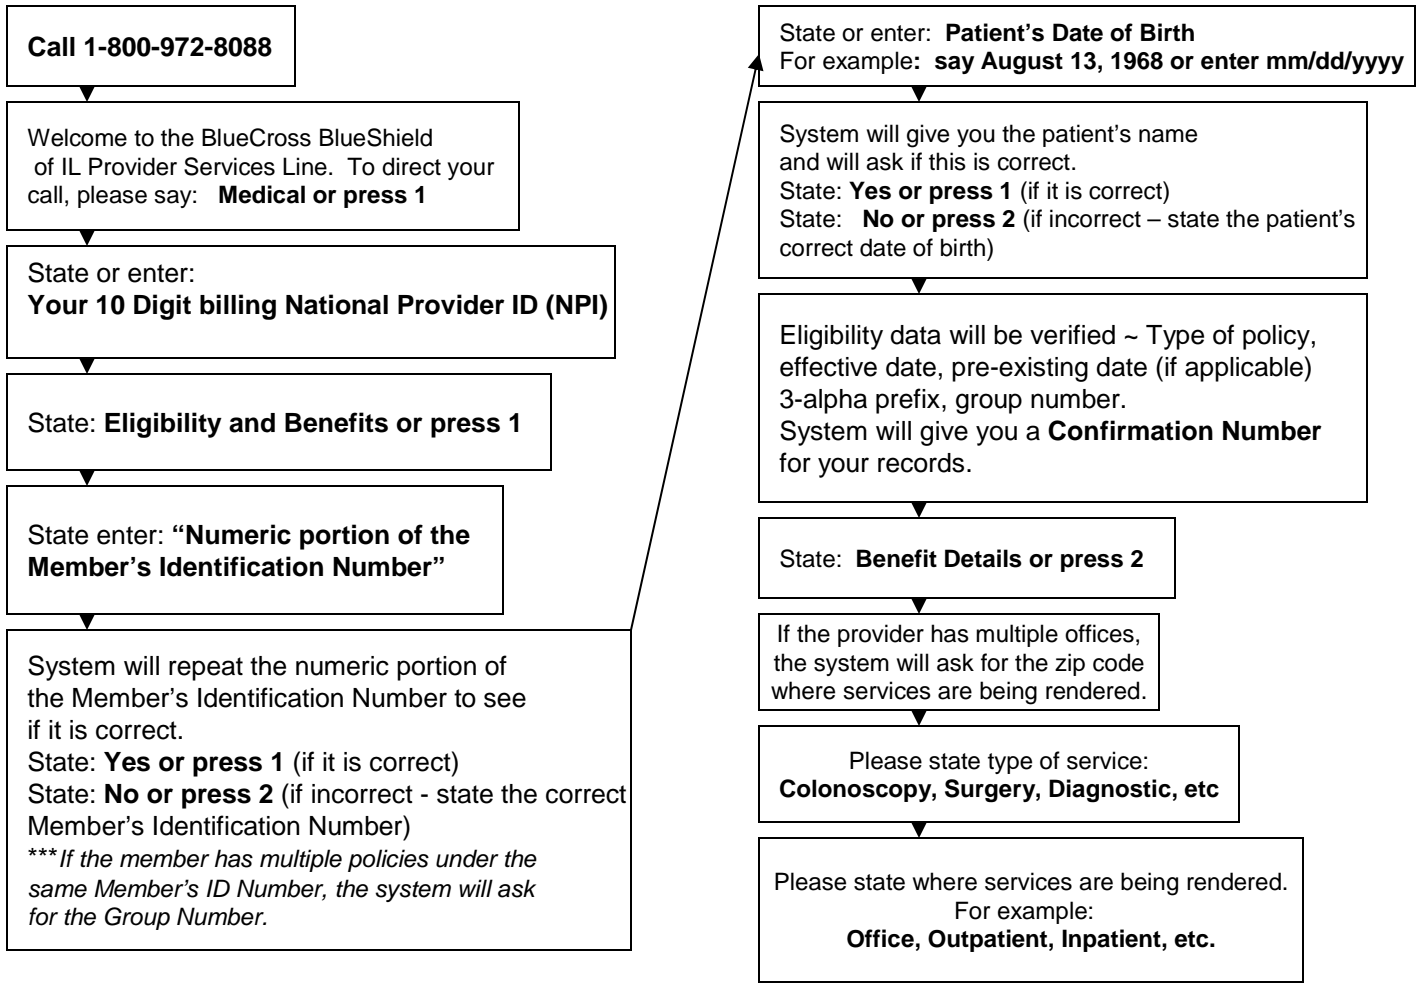 Call 1-800-972-8088
Welcome to the BlueCross BlueShield
of IL Provider Services Line. To direct your
call, please say: Medical or press 1
State or enter:
Your 10 Digit billing National Provider ID (NPI)
State: Eligibility and Benefits or press 1
State enter: “Numeric portion of the
Member’s Identification Number”
System will repeat the numeric portion of
the Member’s Identification Number to see
if it is correct.
State: Yes or press 1 (if it is correct)
State: No or press 2 (if incorrect - state the correct
Member’s Identification Number)
***If the member has multiple policies under the
same Member’s ID Number, the system will ask
for the Group Number.
State or enter: Patient’s Date of Birth
For example: say August 13, 1968 or enter mm/dd/yyyy
System will give you the patient’s name
and will ask if this is correct.
State: Yes or press 1 (if it is correct)
State: No or press 2 (if incorrect – state the patient’s
correct date of birth)
Eligibility data will be verified ~ Type of policy,
effective date, pre-existing date (if applicable)
3-alpha prefix, group number.
System will give you a Confirmation Number
for your records.
State: Benefit Details or press 2
If the provider has multiple offices,
the system will ask for the zip code
where services are being rendered.
Please state type of service:
Colonoscopy, Surgery, Diagnostic, etc
Please state where services are being rendered.
For example:
Office, Outpatient, Inpatient, etc.